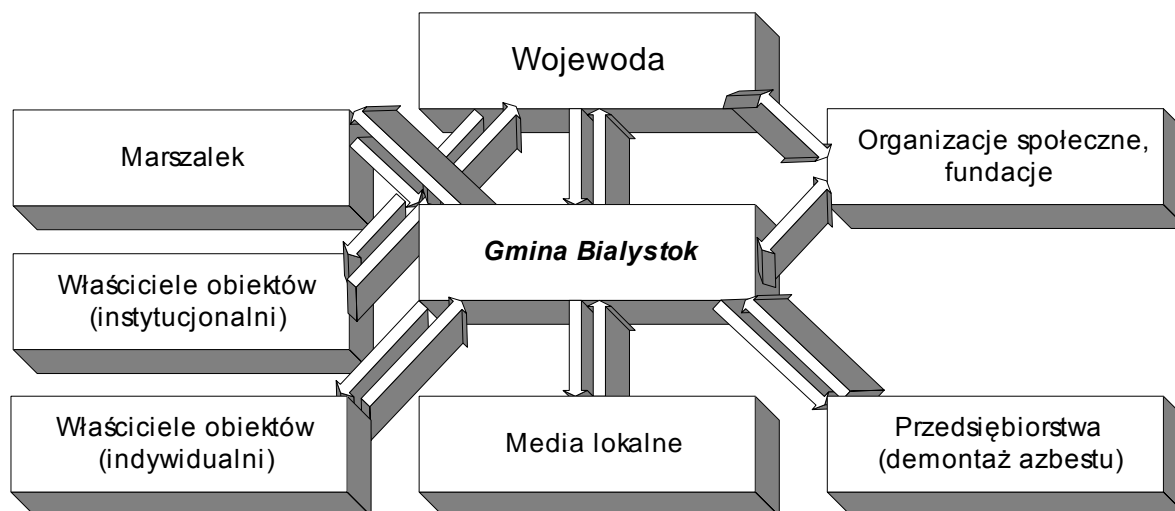 Wojewoda
Marszalek
Organizacje społeczne,
fundacje
Gmina Bialystok
Właściciele obiektów
(instytucjonalni)
Właściciele obiektów
(indywidualni)
Media lokalne
Przedsiębiorstwa
(demontaż azbestu)